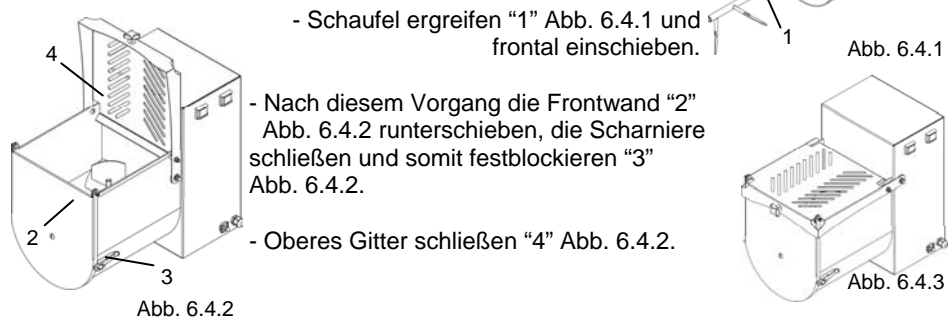 - Schaufel ergreifen “1” Abb. 6.4.1 und
frontal einschieben.
1
Abb. 6.4.1
4
- Nach diesem Vorgang die Frontwand “2”
Abb. 6.4.2 runterschieben, die Scharniere
schließen und somit festblockieren “3”
Abb. 6.4.2.
2
- Oberes Gitter schließen “4” Abb. 6.4.2.
3
Abb. 6.4.3
Abb. 6.4.2